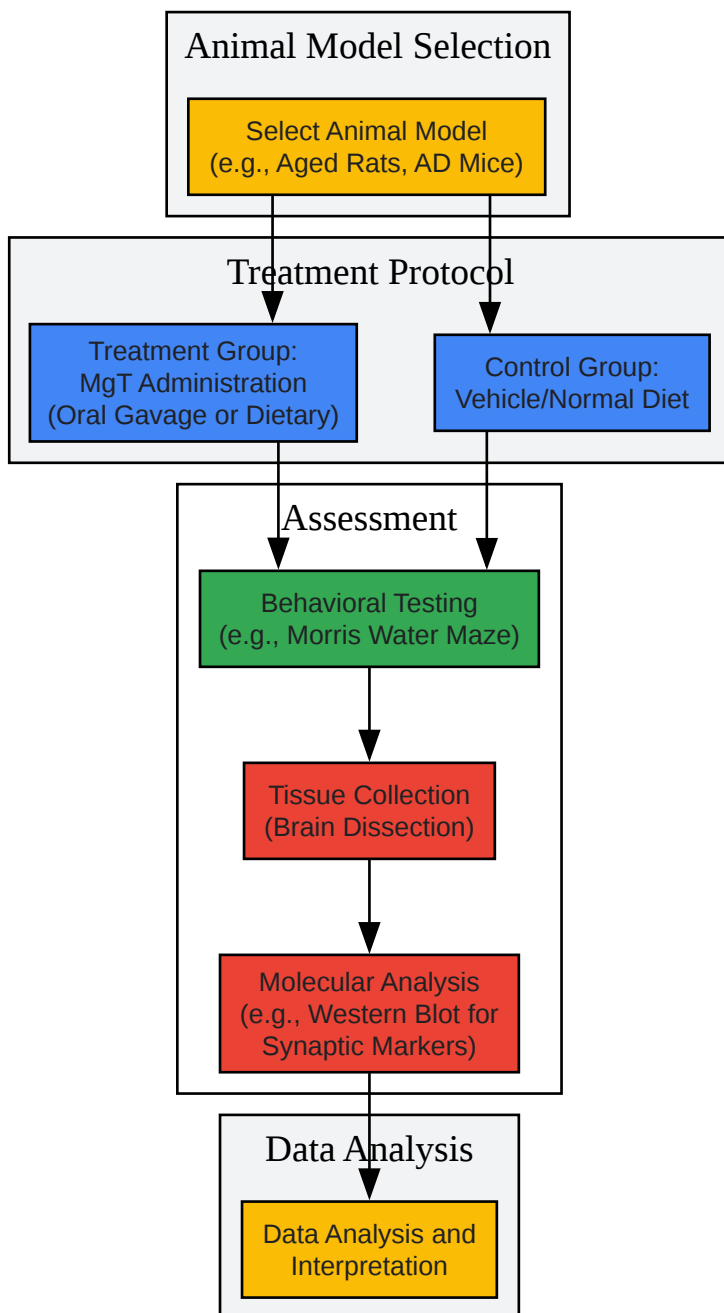 Animal Model Selection
Select Animal Model
(e.g., Aged Rats, AD Mice)
Treatment Protocol
Treatment Group:
MgT Administration
(Oral Gavage or Dietary)
Control Group:
Vehicle/Normal Diet
Assessment
Behavioral Testing
(e.g., Morris Water Maze)
Tissue Collection
(Brain Dissection)
Molecular Analysis
(e.g., Western Blot for
Synaptic Markers)
Data Analysis
Data Analysis and
Interpretation